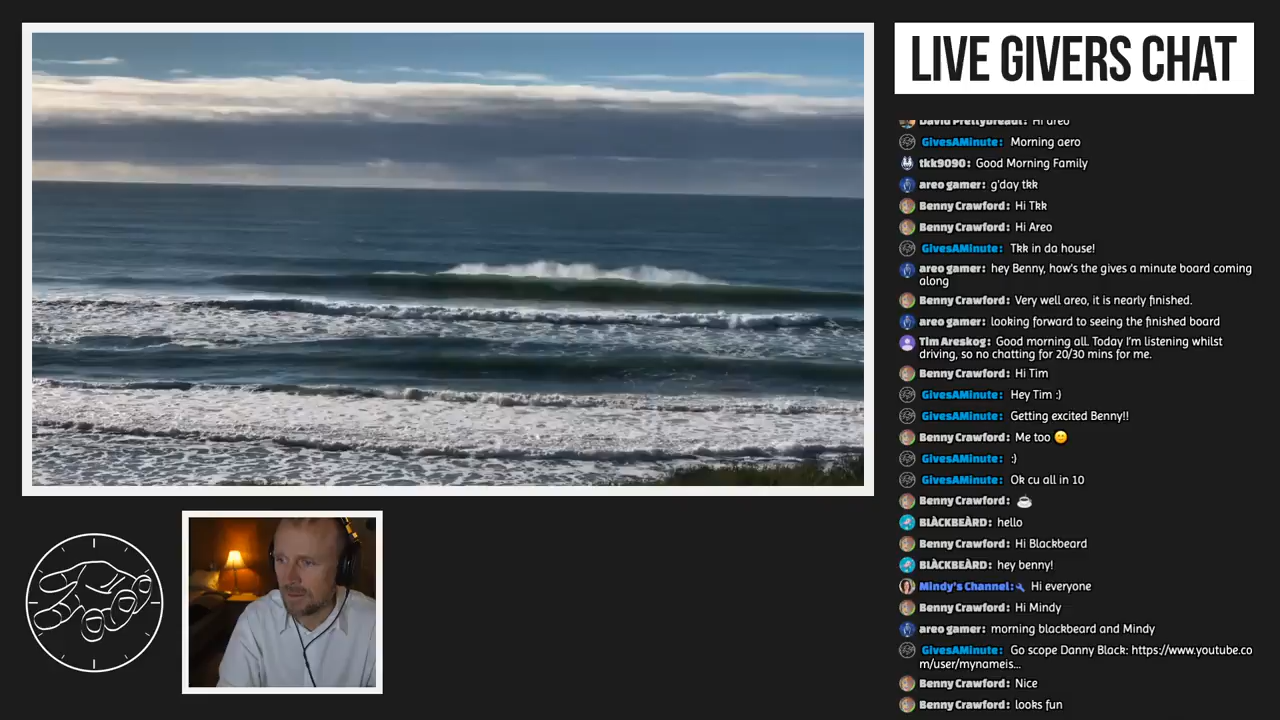 LIVE GIVERS CHAT
David Prettybreadt: Hi areo
GivesAMinute: Morning aero
tkk9090: Good Morning Family
areo gamer: g'day tkk
Benny Crawford: Hi Tkk
Benny Crawford: Hi Areo
GivesAMinute: Tkk in da house!
areo gamer: hey Benny, how's the gives a minute board coming
along
Benny Crawford: Very well areo, it is nearly finished.
areo gamer: looking forward to seeing the finished board
Tim Areskog: Good morning all. Today I'm listening whilst
driving, so no chatting for 20/30 mins for me.
Benny Crawford: Hi Tim
GivesAMinute: Hey Tim :)
GivesAMinute: Getting excited Benny!!
Benny Crawford: Me too 🙂
GivesAMinute: :)
GivesAMinute: Ok cu all in 10
Benny Crawford: ☕
BLÀCKBEÀRD: hello
Benny Crawford: Hi Blackbeard
BLÀCKBEÀRD: hey benny!
Mindy's Channel: Hi everyone
Benny Crawford: Hi Mindy
areo gamer: morning blackbeard and Mindy
GivesAMinute: Go scope Danny Black: https://www.youtube.co
m/user/mynameis...
Benny Crawford: Nice
Benny Crawford: looks fun